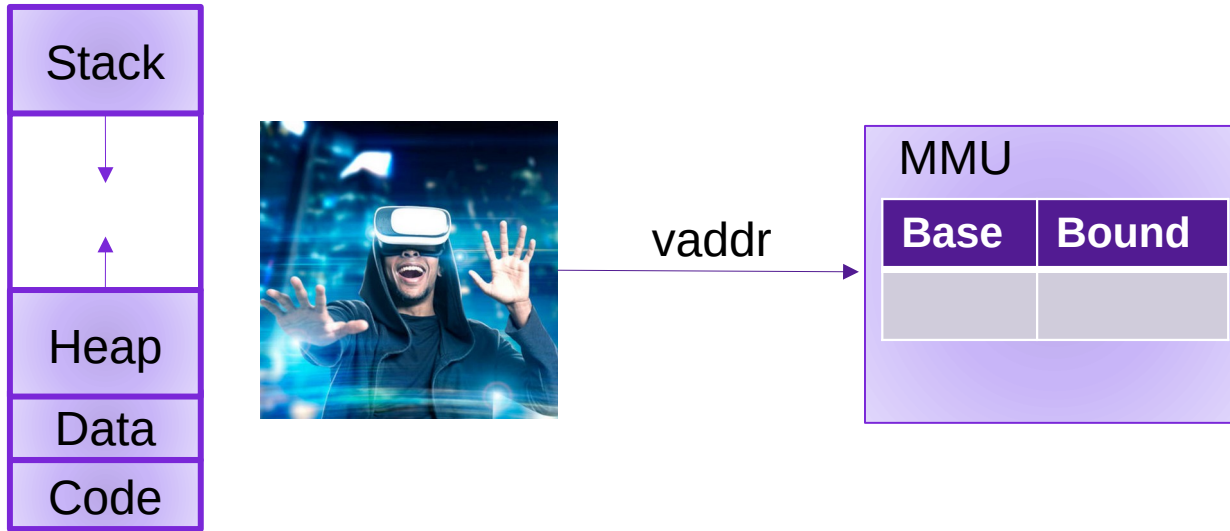 Stack
Heap
Data
Code
vaddr
MMU
Base Bound